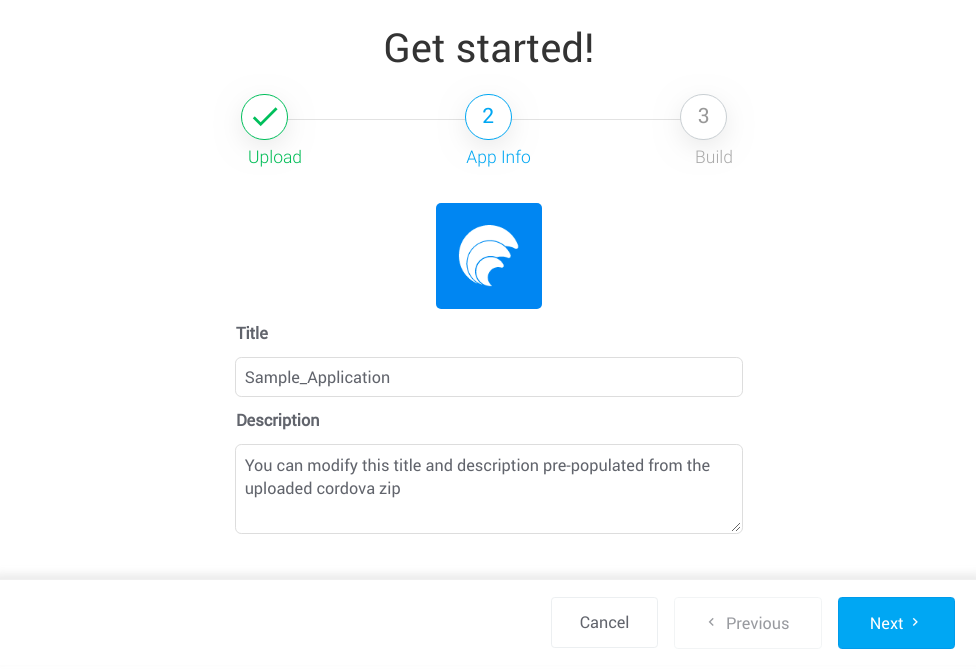 Get started!
2
3
Upload
App Info
Build
Title
Sample_Application
Description
You can modify this title and description pre-populated from the
uploaded cordova zip
Cancel
Previous
Next